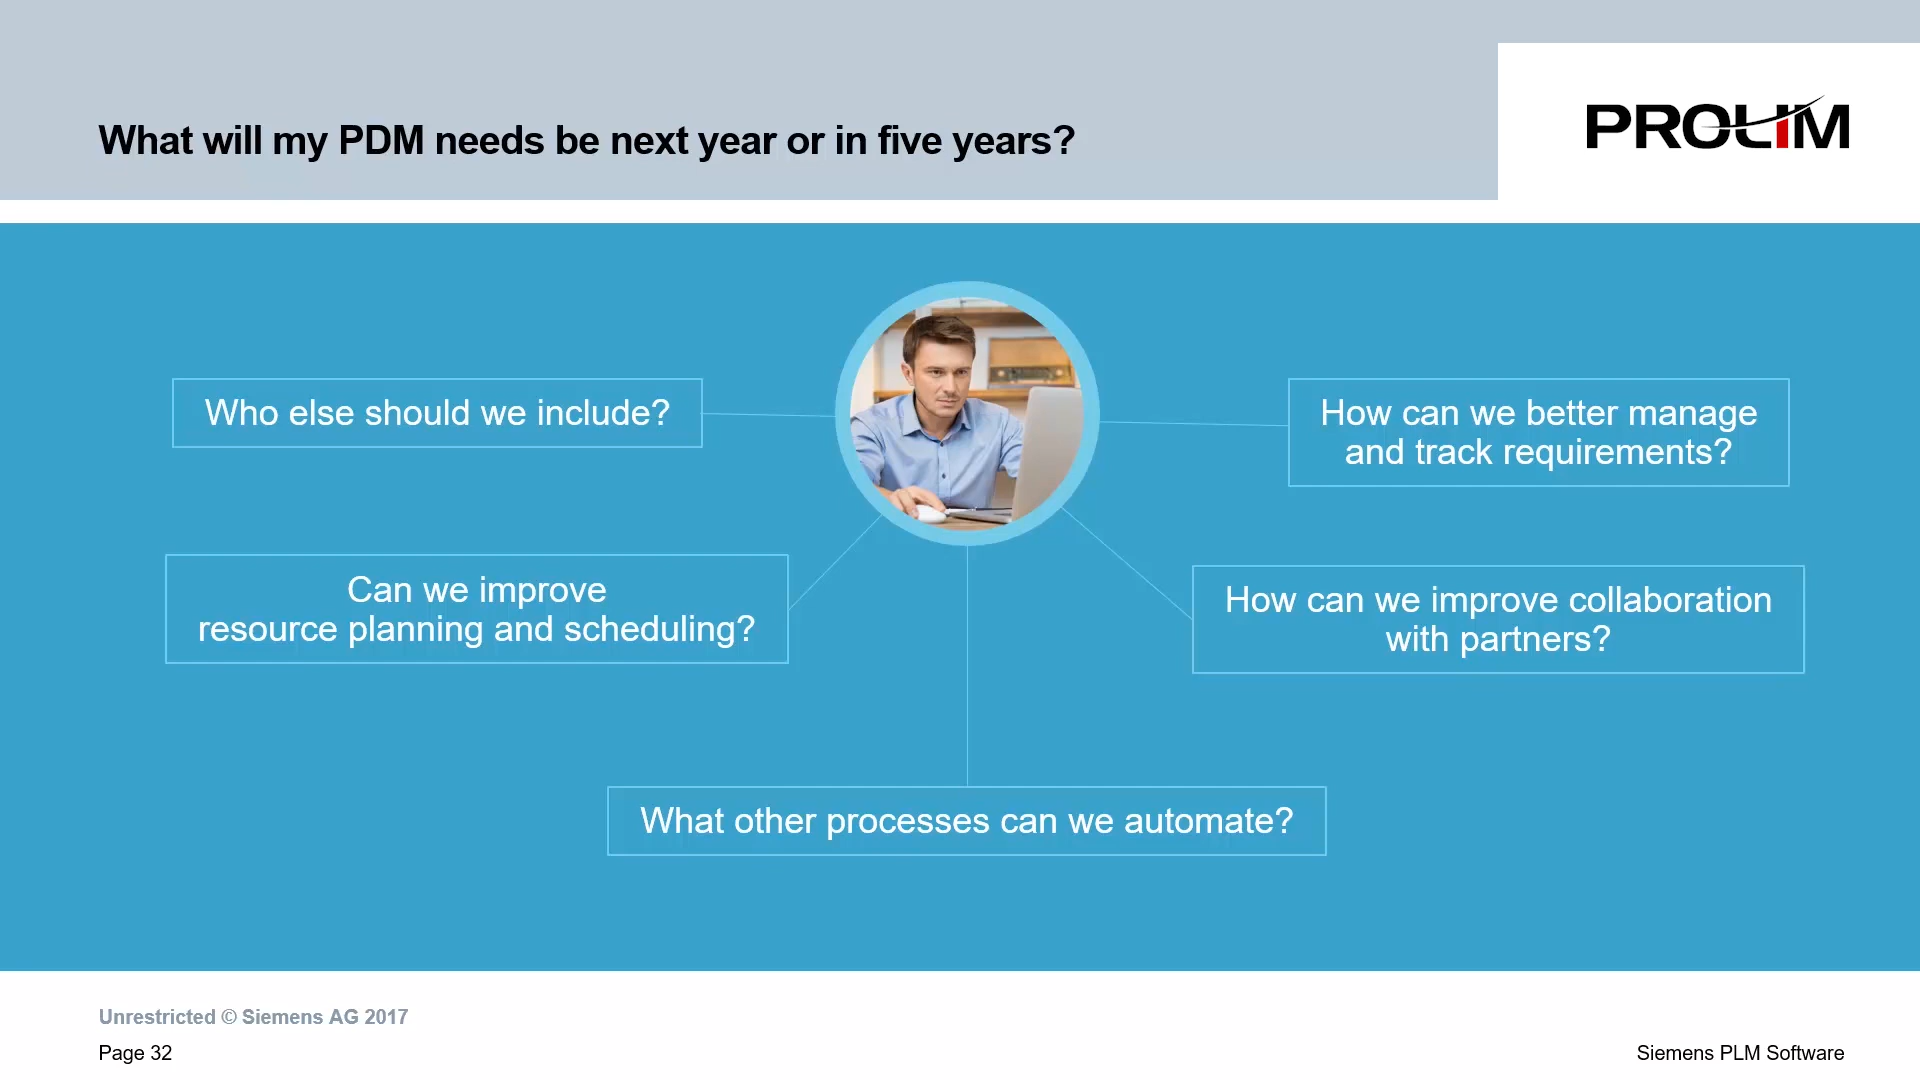 What will my PDM needs be next year or in five years?
PROLIM
Who else should we include?
How can we better manage
and track requirements?
Can we improve
resource planning and scheduling?
How can we improve collaboration
with partners?
What other processes can we automate?
Unrestricted © Siemens AG 2017
Page 32
Siemens PLM Software